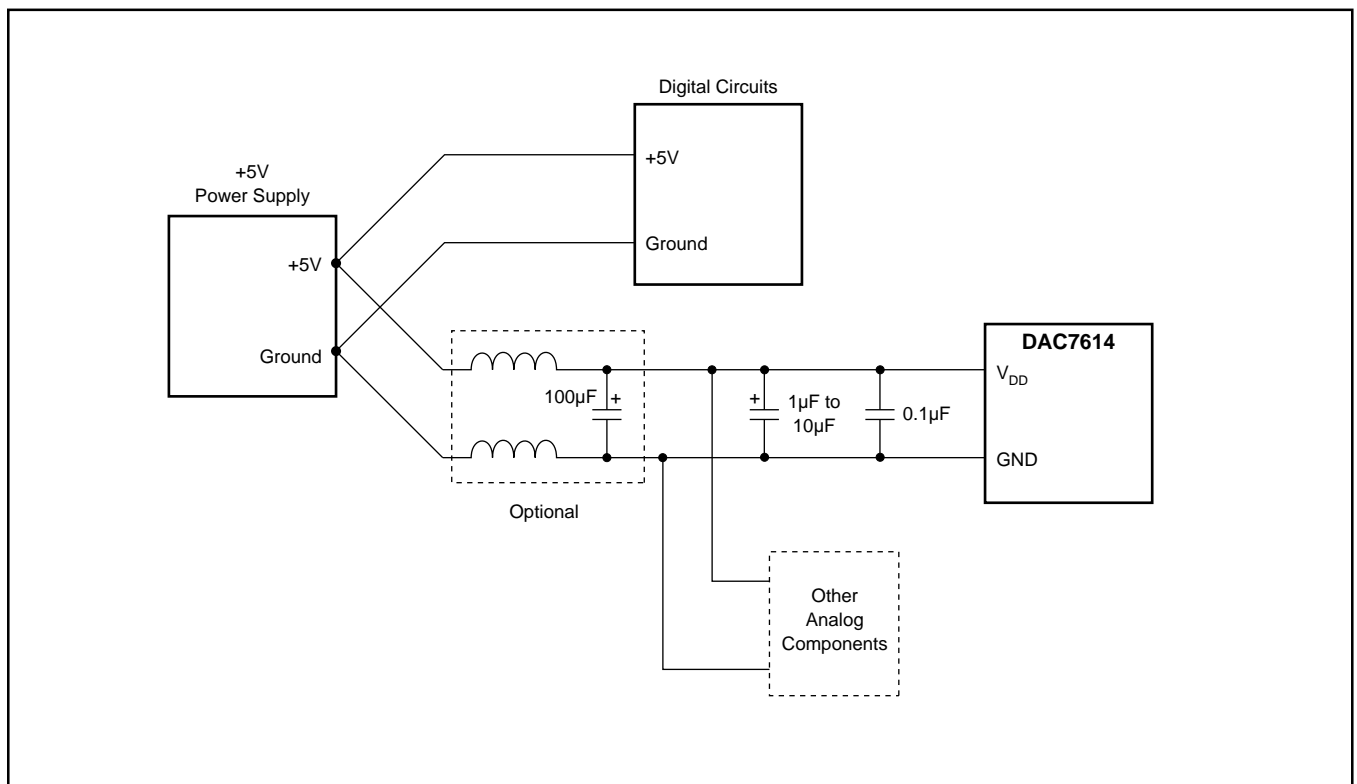 Digital Circuits
+5V
Power Supply
+5V
Ground
+5V
Ground
100µF
+
Optional
+
1µF to
10µF
0.1µF
DAC7614
VDD
GND
Other
Analog
Components